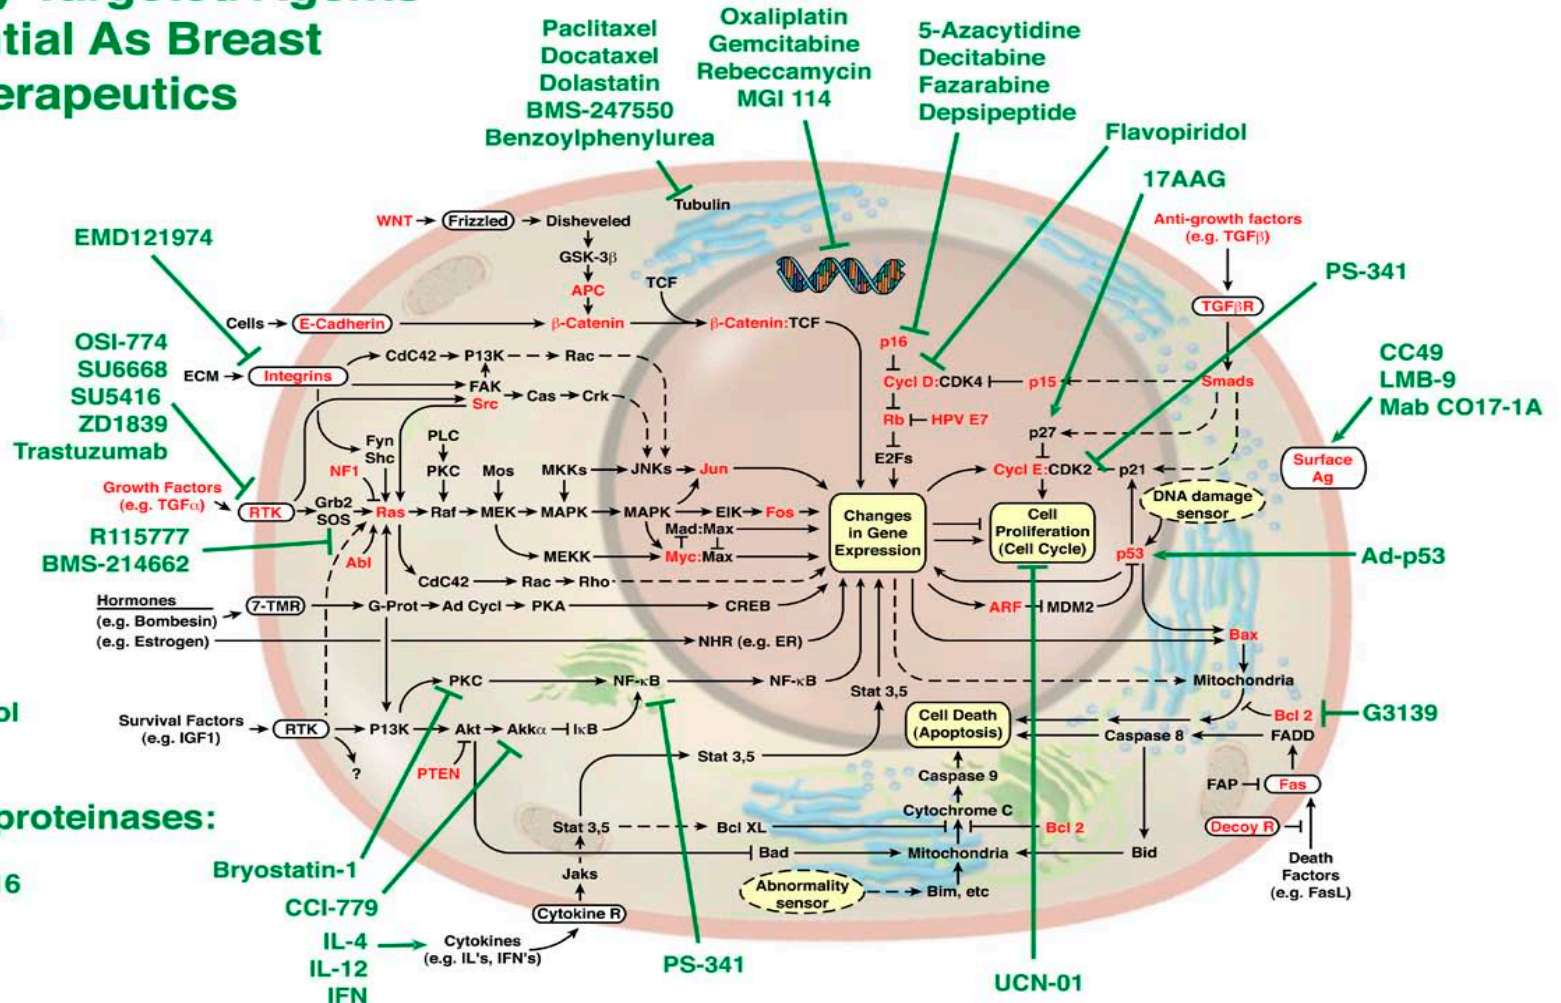 Targeted Agents
tial As Breast
erapeutics
Paclitaxel
Docataxel
Dolastatin
BMS-247550
Benzoylphenylurea
Oxaliplatin
Gemcitabine
Rebeccamycin
MGI 114
5-Azacytidine
Decitabine
Fazarabine
Depsipeptide
Flavopiridol
17AAG
EMD121974
OSI-774
SU6668
SU5416
ZD1839
Trastuzumab
R115777
BMS-214662
PS-341
CC49
LMB-9
Mab CO17-1A
Ad-p53
G3139
ol
proteinases:
16
Bryostatin-1
CCI-779
IL-4
IL-12
IFN
PS-341
UCN-01
Tubulin
WNT
Frizzled
Disheveled
GSK-3β
APC
TCF
Cells
E-Cadherin
β-Catenin
β-Catenin:TCF
Anti-growth factors
(e.g. TGFβ)
TGFβR
Smads
p16
Cycl D:CDK4
p15
Rb
HPV E7
E2Fs
p27
Cycl E:CDK2
p21
Surface
Ag
DNA damage
sensor
ECM
Integrins
CdC42
P13K
Rac
FAK
Src
Cas
Crk
Fyn
Shc
PLC
PKC
NF1
Mos
MKKs
JNKs
Jun
Growth Factors
(e.g. TGFα)
RTK
Grb2
SOS
Ras
Raf
MEK
MAPK
MAPK
ElK
Fos
Mad:Max
Myc:Max
MEKK
Abl
CdC42
Rac
Rho
Changes
in Gene
Expression
Cell
Proliferation
(Cell Cycle)
p53
ARF
MDM2
Hormones
(e.g. Bombesin)
(e.g. Estrogen)
7-TMR
G-Prot
Ad Cycl
PKA
CREB
NHR (e.g. ER)
Bax
Mitochondria
PKC
NF-κB
NF-κB
Stat 3,5
Survival Factors
(e.g. IGF1)
RTK
P13K
Akt
Akkα
IκB
?
PTEN
Stat 3,5
Cell Death
(Apoptosis)
Caspase 8
Bcl 2
FADD
Caspase 9
FAP
Fas
Cytochrome C
Stat 3,5
Bcl XL
Bcl 2
Decoy R
Bad
Mitochondria
Bid
Death
Factors
(e.g. FasL)
Jaks
Abnormality
sensor
Bim, etc
Cytokine R
Cytokines
(e.g. IL's, IFN's)